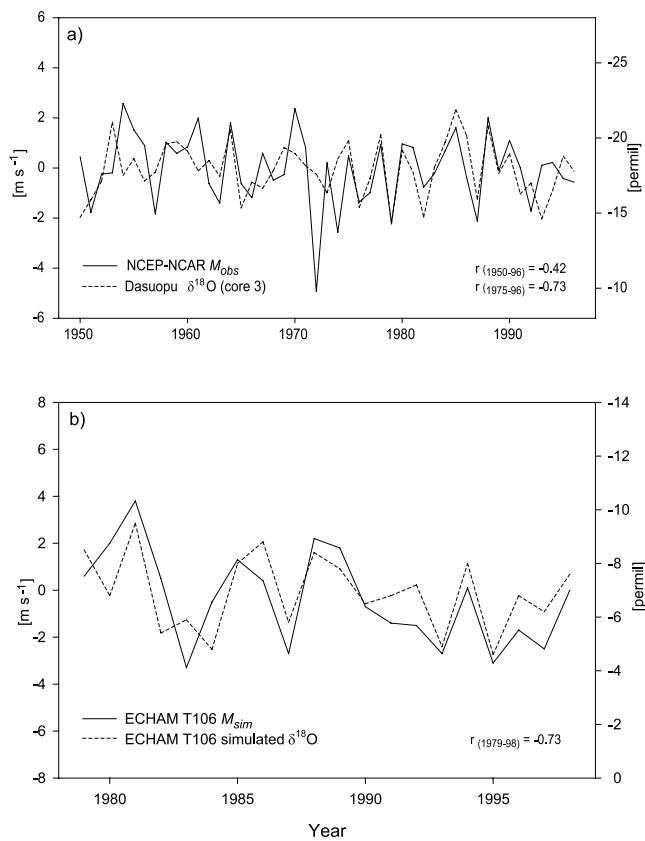 a)
6
4
2
0
-2
-4
-6
[m s⁻¹]
-25
-20
-15
-10
[permil]
NCEP-NCAR M_obs
Dasuopu δ¹⁸O (core 3)
r (1950-96) = -0.42
r (1975-96) = -0.73
1950
1960
1970
1980
1990
b)
8
6
4
2
0
-2
-4
-6
-8
[m s⁻¹]
-14
-12
-10
-8
-6
-4
-2
0
[permil]
ECHAM T106 M_sim
ECHAM T106 simulated δ¹⁸O
r (1979-98) = -0.73
1980
1985
1990
1995
Year